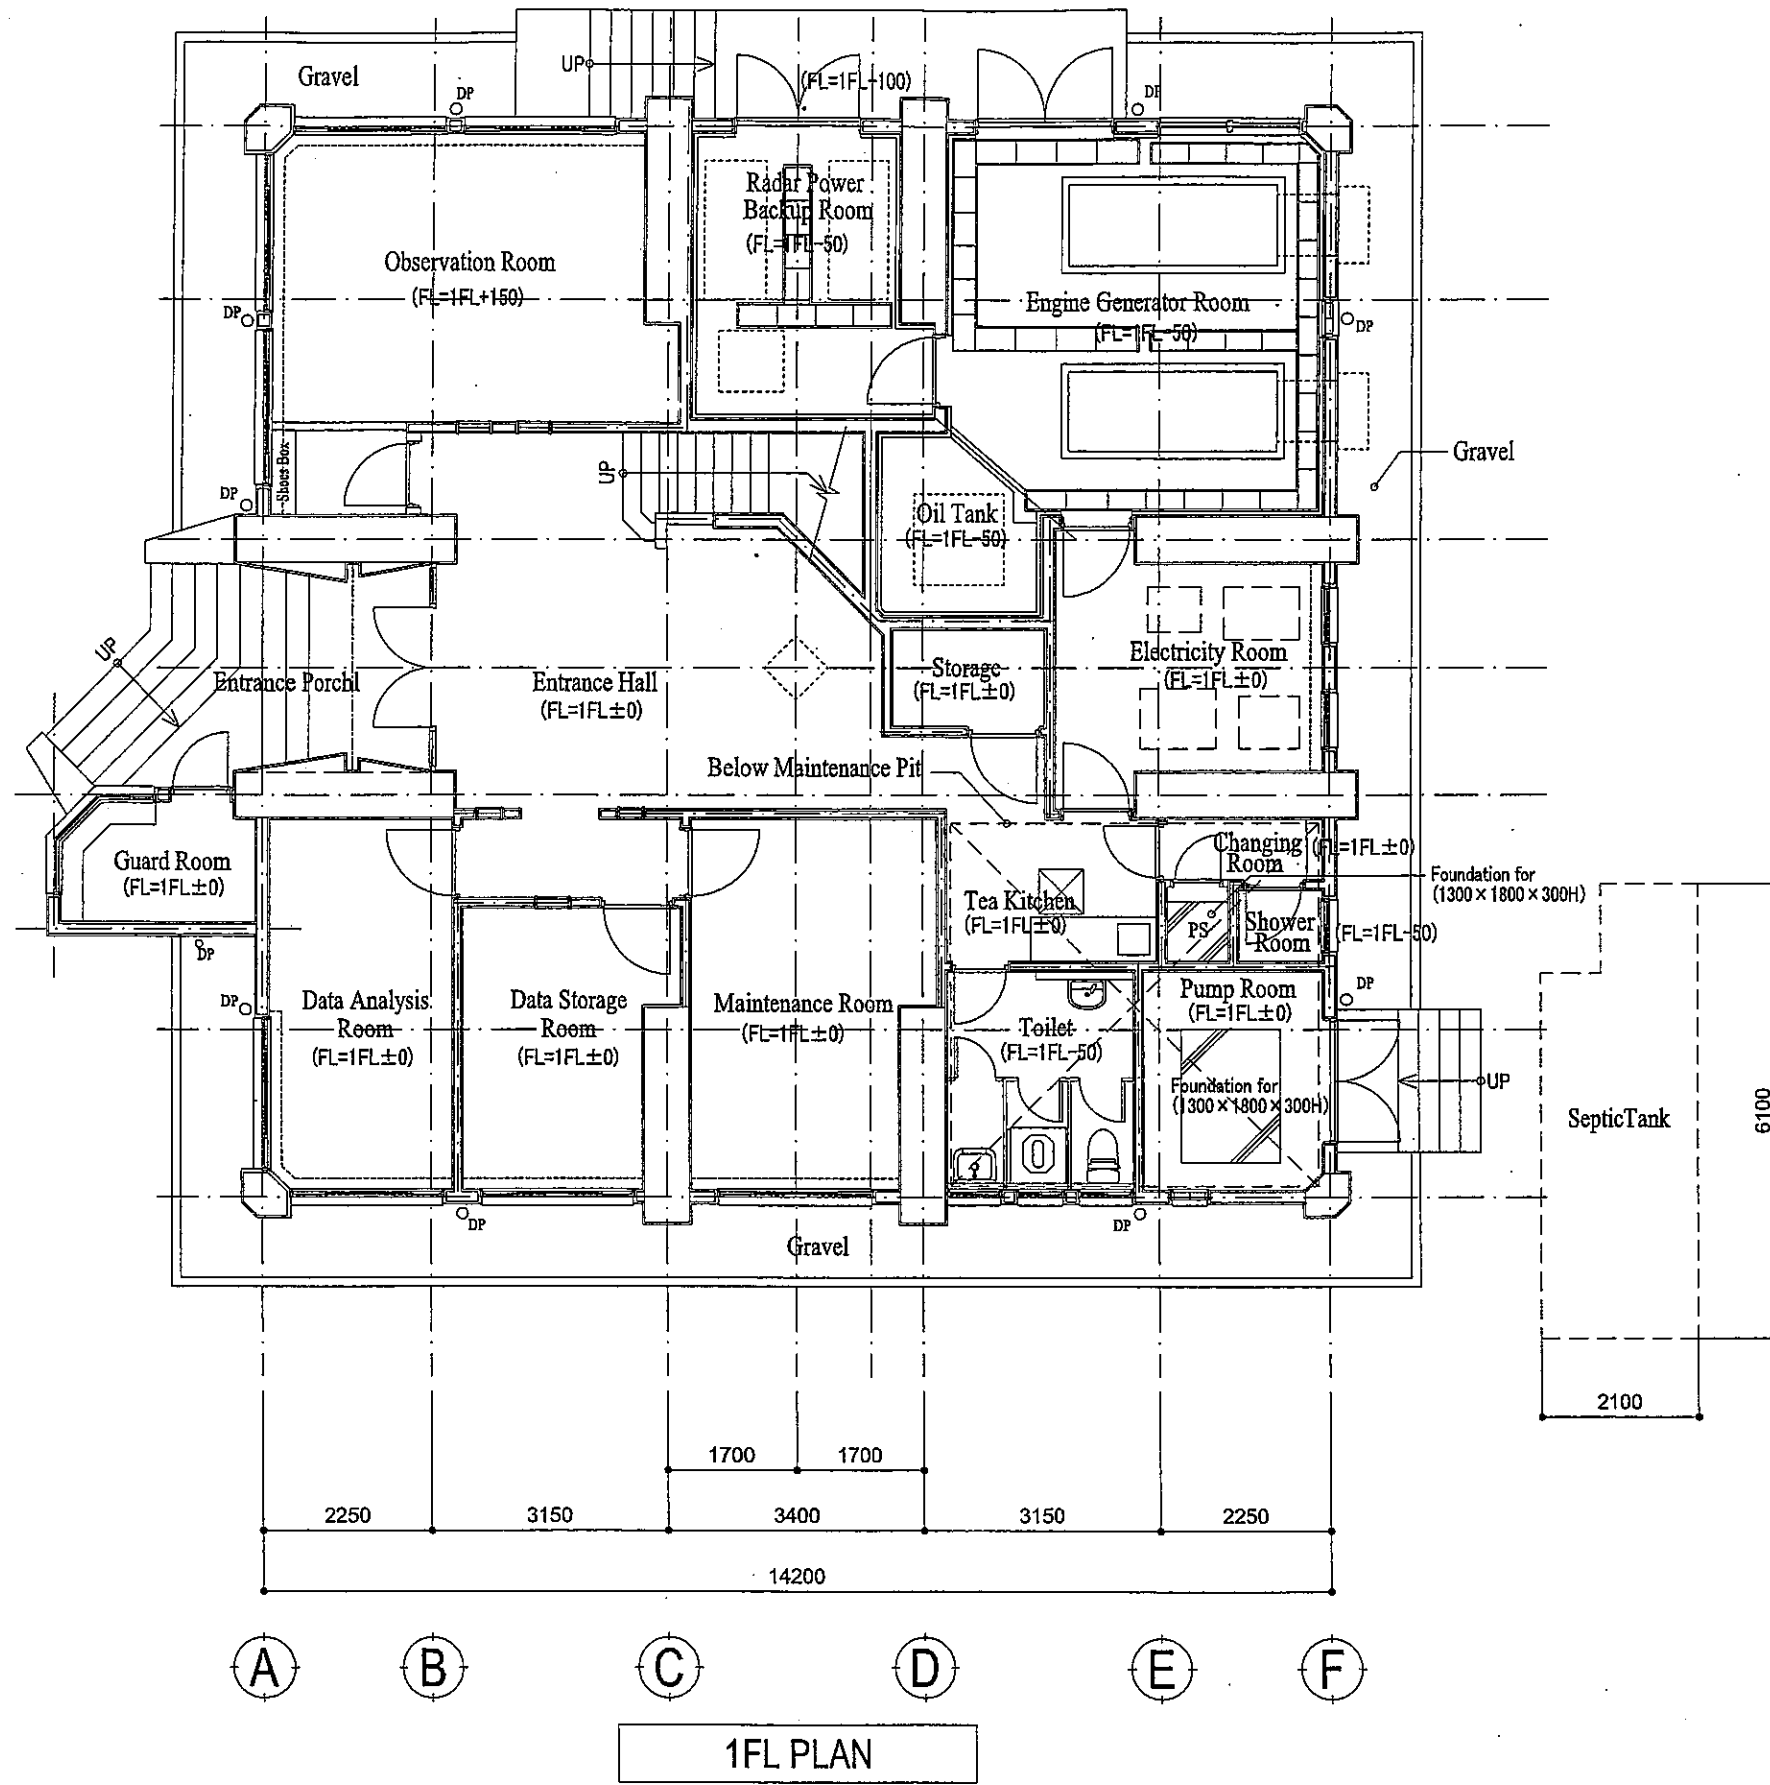 UP
Gravel
(FL=1FL-100)
DP
DP
Radar Power
Backup Room
(FL=1FL-50)
Observation Room
(FL=1FL+150)
Engine Generator Room
(FL=1FL-50)
DP
DP
Gravel
Shoes Box
UP
DP
Oil Tank
(FL=1FL-50)
UP
Entrance Porchl
Entrance Hall
(FL=1FL±0)
Storage
(FL=1FL±0)
Electricity Room
(FL=1FL±0)
Below Maintenance Pit
Guard Room
(FL=1FL±0)
Changing
Room
(FL=1FL±0)
Foundation for
(1300×1800×300H)
Tea Kitchen
(FL=1FL±0)
PS
Shower
Room
(FL=1FL-50)
DP
DP
Data Analysis
Room
(FL=1FL±0)
Data Storage
Room
(FL=1FL±0)
Maintenance Room
(FL=1FL±0)
Toilet
(FL=1FL-50)
Pump Room
(FL=1FL±0)
DP
Foundation for
(1300×1800×300H)
UP
SepticTank
6100
DP
DP
Gravel
2100
1700
1700
2250
3150
3400
3150
2250
14200
A
B
C
D
E
F
1FL PLAN